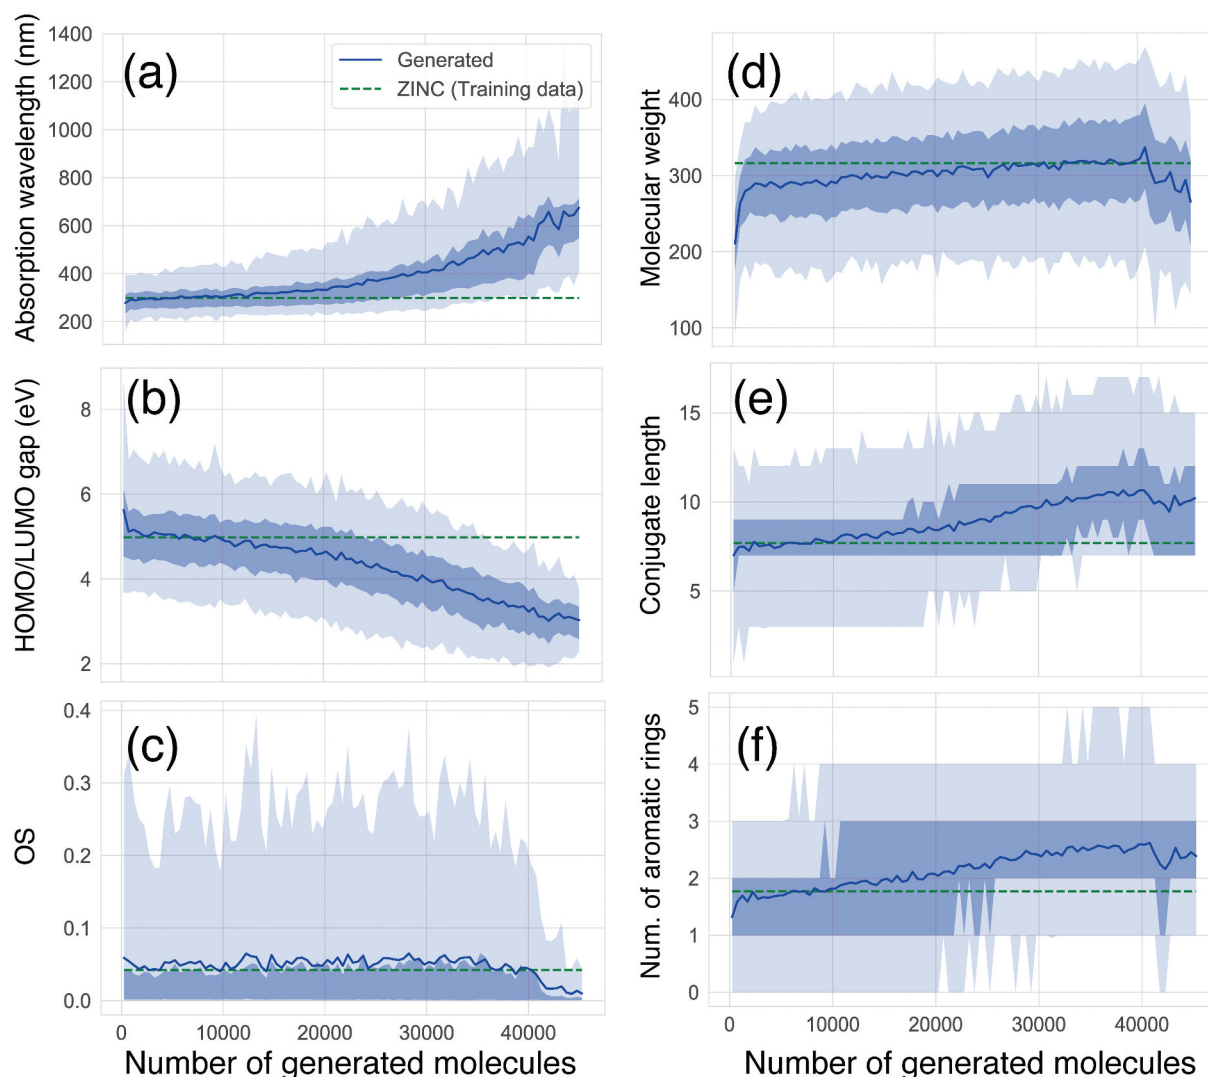 (a)
Absorption wavelength (nm)
1400
1200
1000
800
600
400
200
Generated
ZINC (Training data)
(b)
HOMO/LUMO gap (eV)
8
6
4
2
(c)
OS
0.4
0.3
0.2
0.1
0.0
0 10000 20000 30000 40000
Number of generated molecules
(d)
Molecular weight
400
300
200
100
(e)
Conjugate length
15
10
5
(f)
Num. of aromatic rings
5
4
3
2
1
0
0 10000 20000 30000 40000
Number of generated molecules